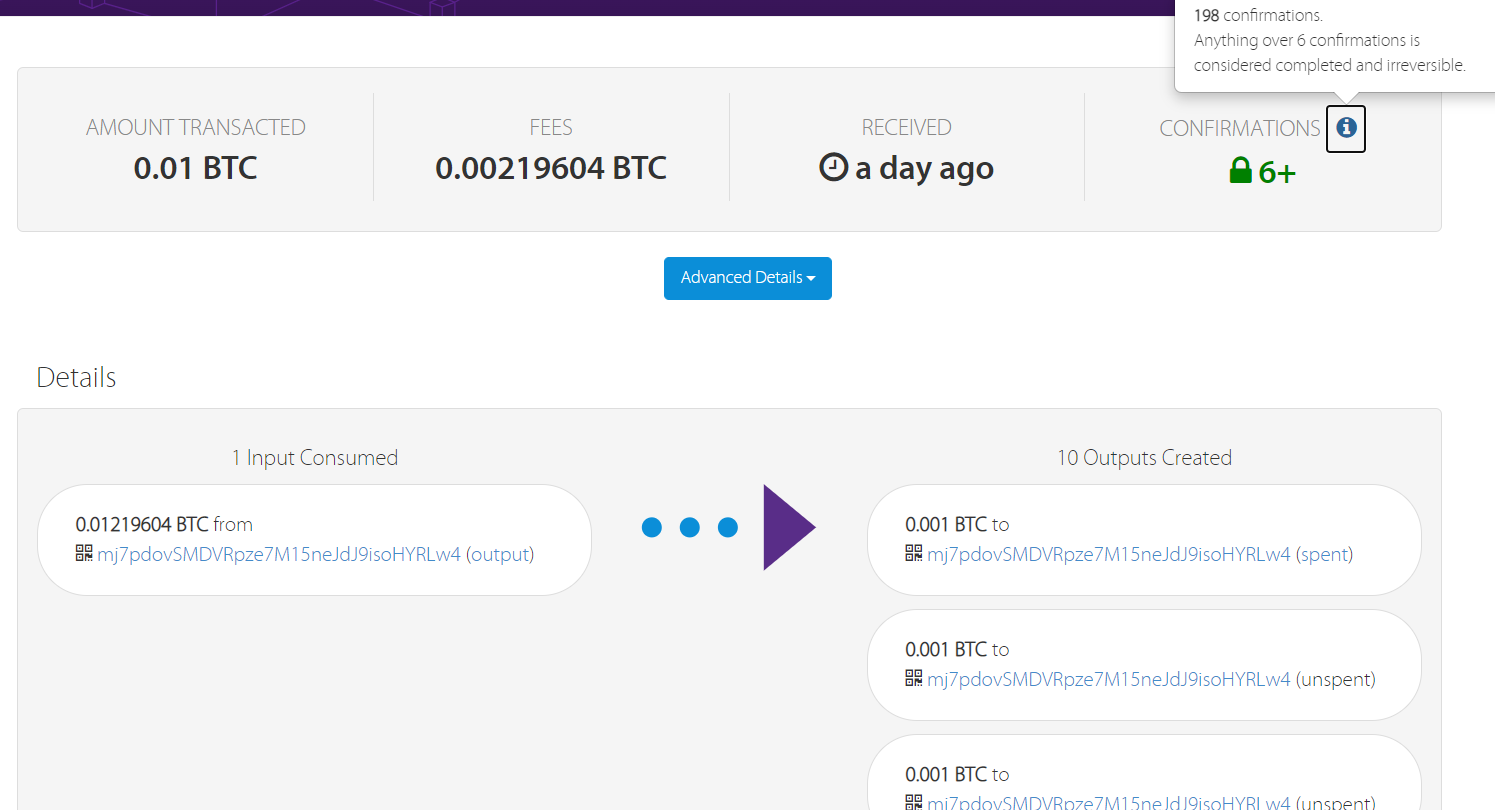 198 confirmations.
Anything over 6 confirmations is
considered completed and irreversible.
AMOUNT TRANSACTED
0.01 BTC
FEES
0.00219604 BTC
RECEIVED
a day ago
CONFIRMATIONS
6+
Advanced Details
Details
1 Input Consumed
0.01219604 BTC from
mj7pdovSMDVRpze7M15neJdJ9isoHYRLw4 (output)
10 Outputs Created
0.001 BTC to
mj7pdovSMDVRpze7M15neJdJ9isoHYRLw4 (spent)
0.001 BTC to
mj7pdovSMDVRpze7M15neJdJ9isoHYRLw4 (unspent)
0.001 BTC to
mj7pdovSMDVRpze7M15neJdJ9isoHYRLw4 (unspent)